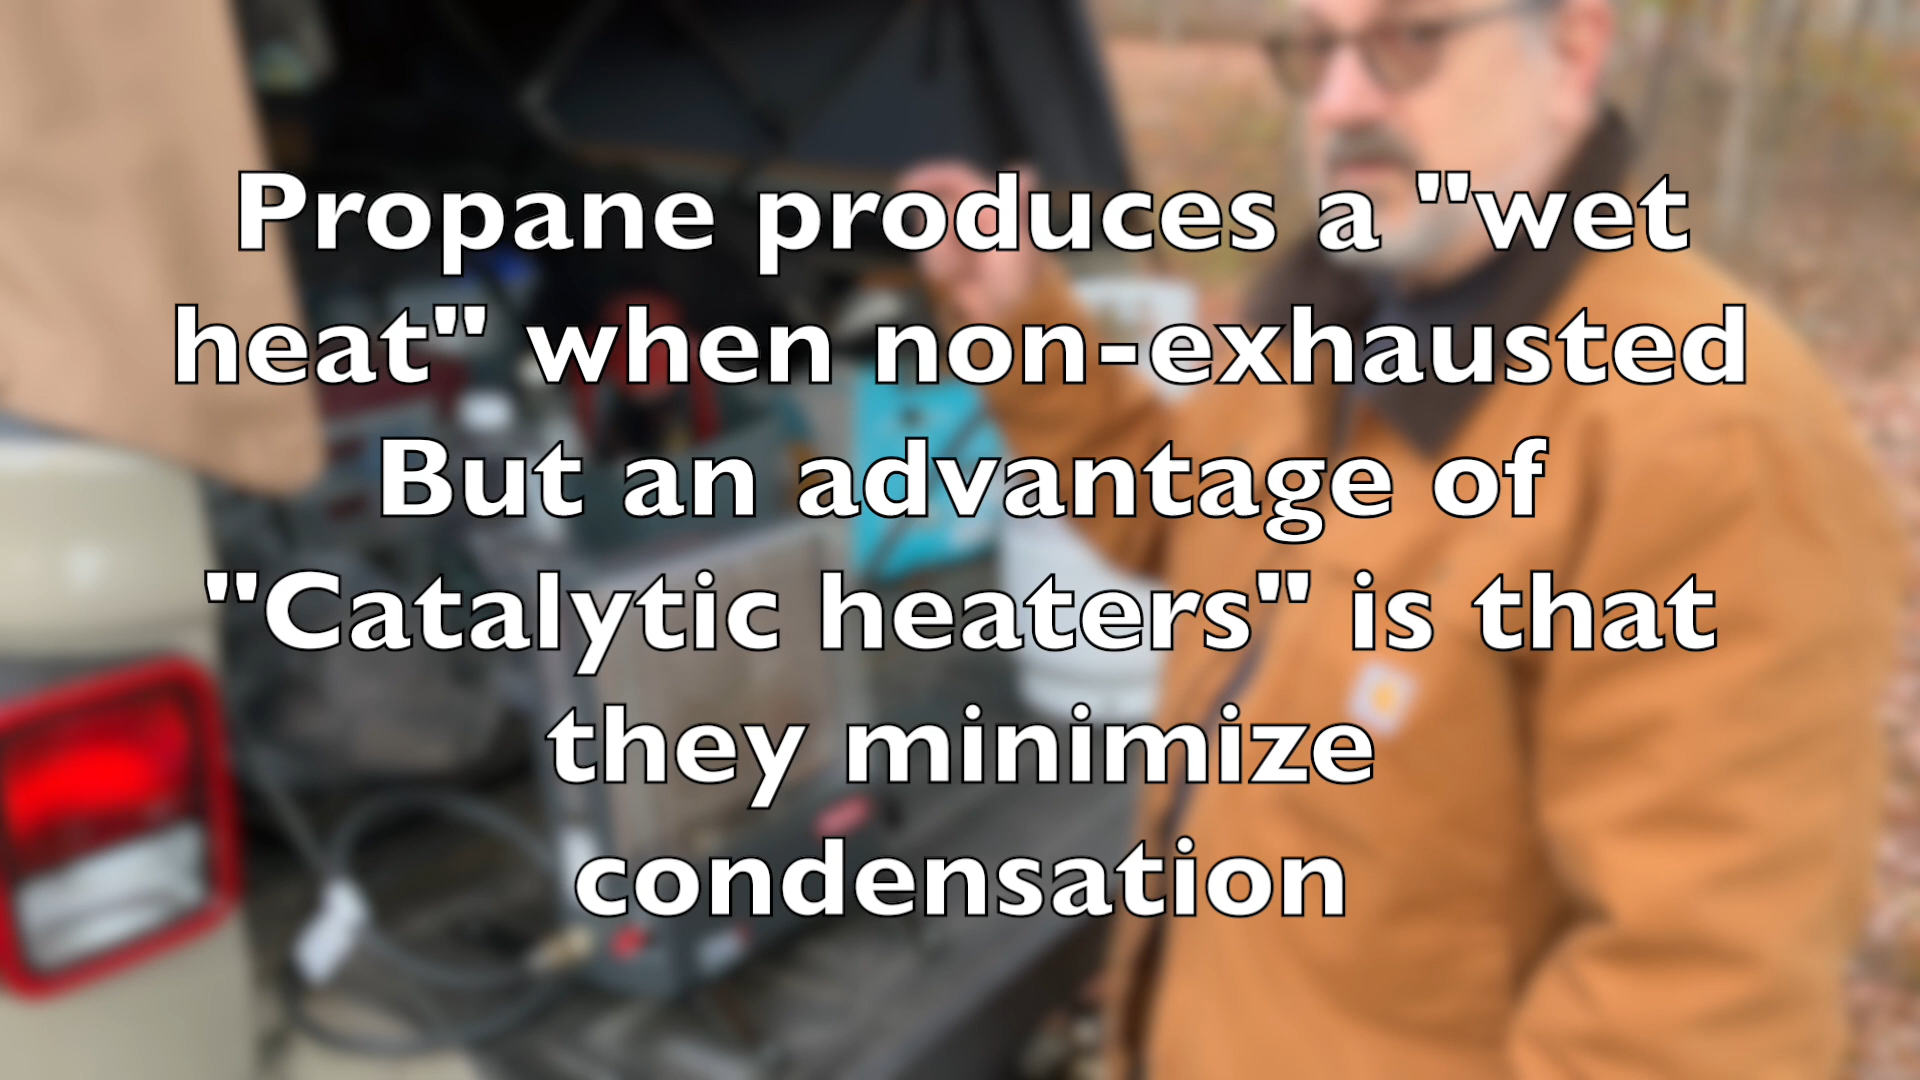 Propane produces a "wet
heat" when non-exhausted
But an advantage of
"Catalytic heaters" is that
they minimize
condensation